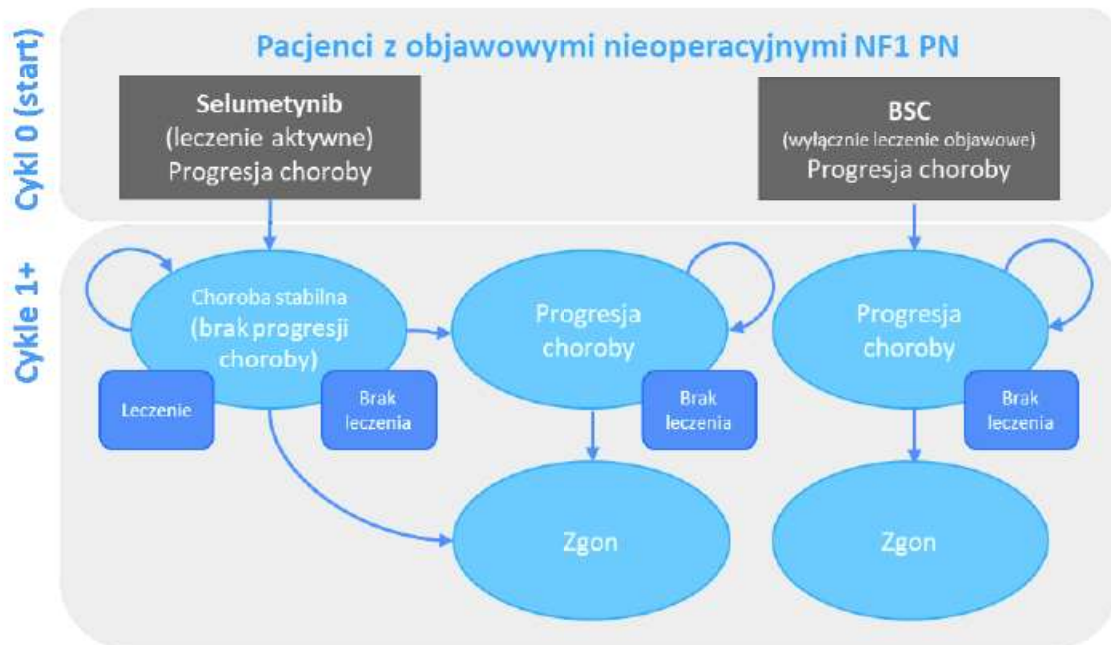 Cykl 0 (start)
Pacjenci z objawowymi nieoperacyjnymi NF1 PN
Selumetynib
(leczenie aktywne)
Progresja choroby
BSC
(wyłącznie leczenie objawowe)
Progresja choroby
Cykle 1+
Choroba stabilna
(brak progresji
choroby)
Leczenie
Brak
leczenia
Progresja
choroby
Brak
leczenia
Progresja
choroby
Brak
leczenia
Zgon
Zgon